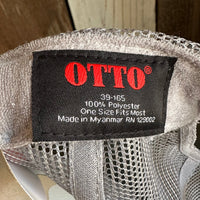 OTTO®
39-165
100% Polyester
One Size Fits Most
Made in Myanmar RN 129002